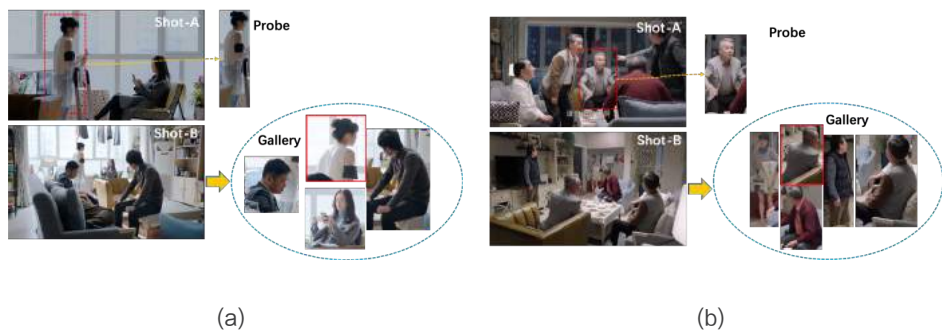 Shot-A
Probe
Shot-B
Gallery
(a)
Shot-A
Probe
Shot-B
Gallery
(b)